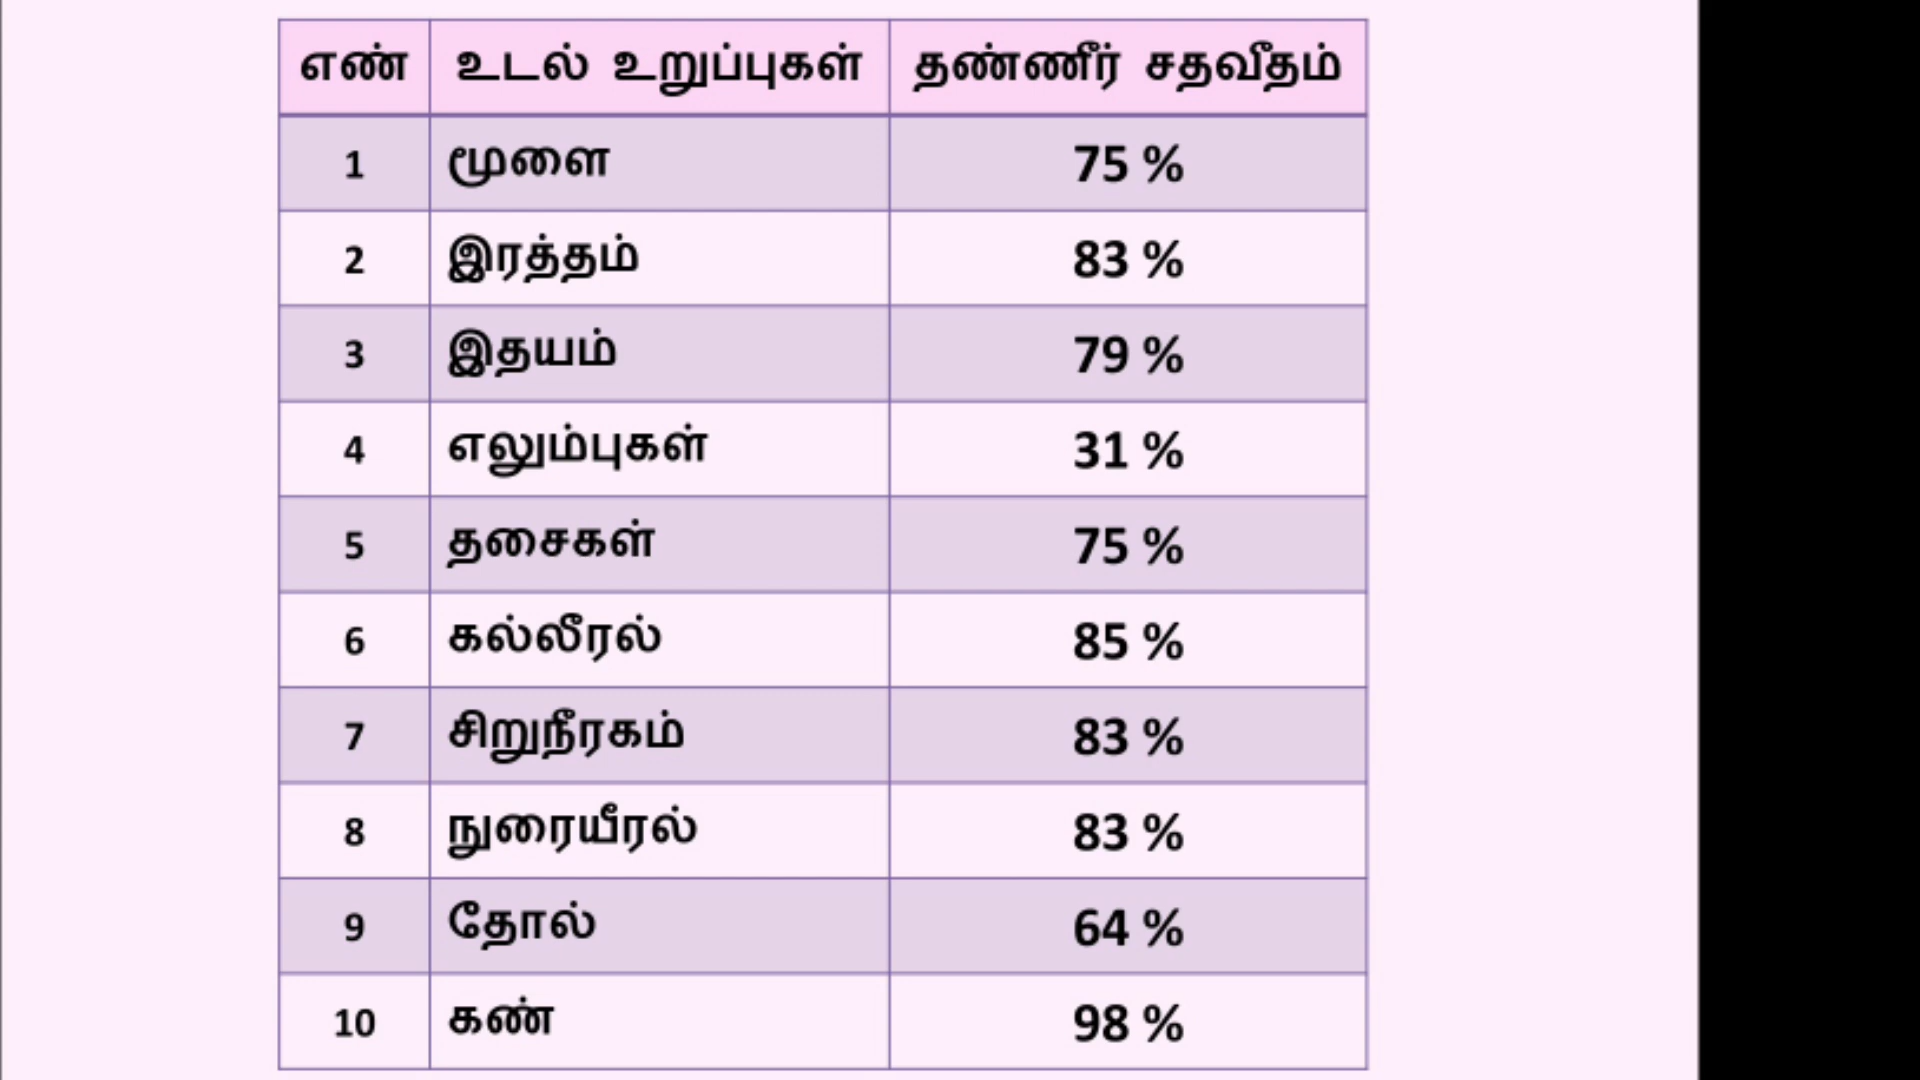 எண் உடல் உறுப்புகள் தண்ணீர் சதவீதம்
1 மூளை 75 %
2 இரத்தம் 83 %
3 இதயம் 79 %
4 எலும்புகள் 31 %
5 தசைகள் 75 %
6 கல்லீரல் 85 %
7 சிறுநீரகம் 83 %
8 நுரையீரல் 83 %
9 தோல் 64 %
10 கண் 98 %